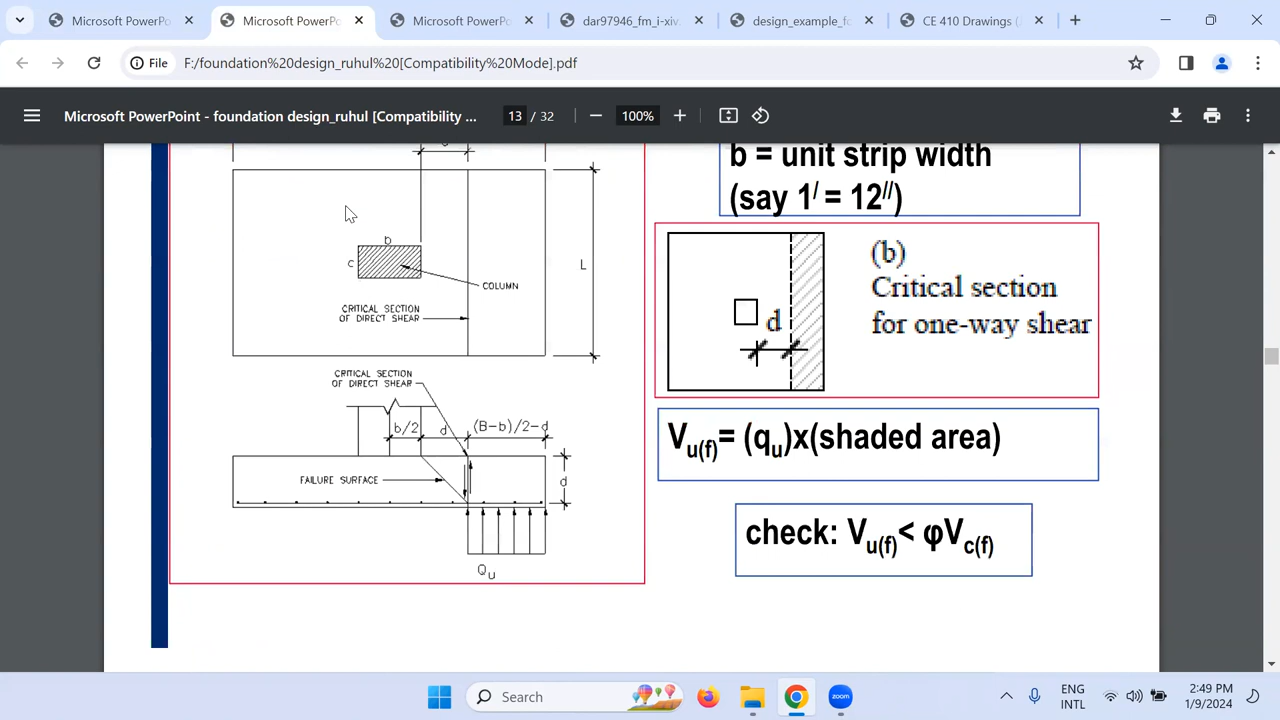 Microsoft PowerPo
Microsoft PowerPo
Microsoft PowerPo
dar97946_fm_i-xiv.
design_example_fo
CE 410 Drawings (
File
F:/foundation%20design_ruhul%20[Compatibility%20Mode].pdf
Microsoft PowerPoint - foundation design_ruhul [Compatibility ...
13 / 32
100%
b = unit strip width
(say 1/ = 12//)
b
c
COLUMN
L
CRITICAL SECTION
OF DIRECT SHEAR
d
(b)
Critical section
for one-way shear
CRITICAL SECTION
OF DIRECT SHEAR
b/2
d
(B-b)/2-d
FAILURE SURFACE
d
Qu
Vu(f)= (qu)x(shaded area)
check: Vu(f)< φVc(f)
Search
ENG
INTL
2:49 PM
1/9/2024